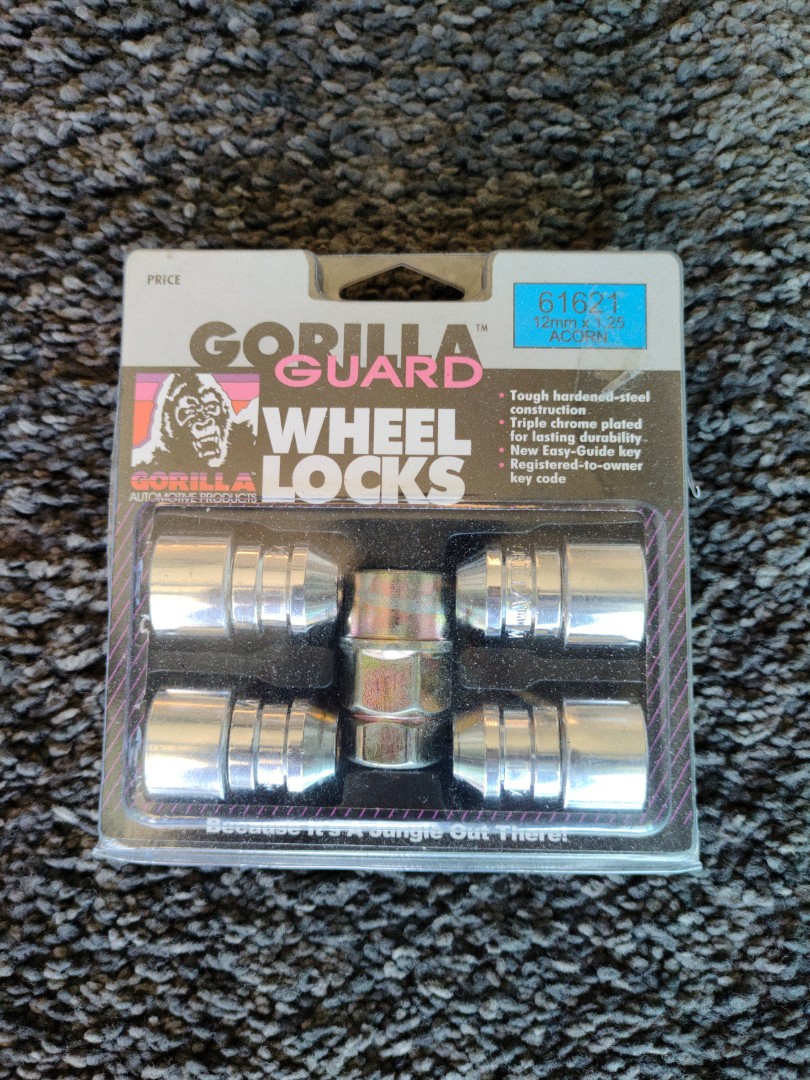 PRICE
61621
12mm x 1.25
ACORN
GORILLA™
GUARD
WHEEL
LOCKS
GORILLA™
AUTOMOTIVE PRODUCTS
• Tough hardened-steel
construction
• Triple chrome plated
for lasting durability
• New Easy-Guide key
• Registered-to-owner
key code
Because It's A Jungle Out There!